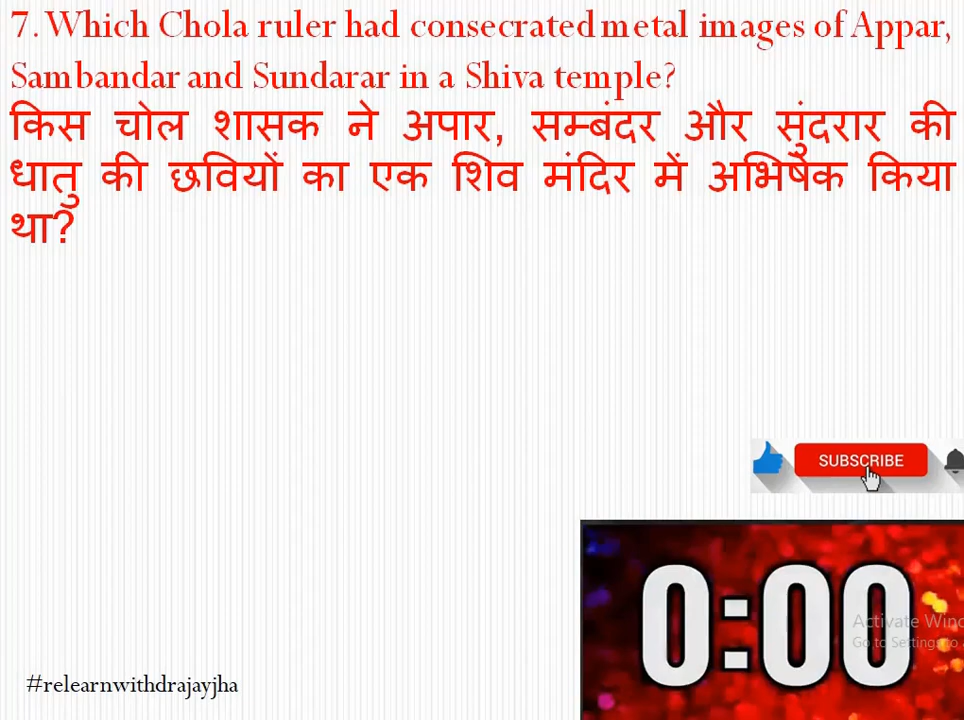 7. Which Chola ruler had consecrated metal images of Appar,
Sambandar and Sundarar in a Shiva temple?
किस चोल शासक ने अपार, सम्बंदर और सुंदरार की
धातु की छवियों का एक शिव मंदिर में अभिषेक किया
था?
SUBSCRIBE
0:00
Activate Wind
Go to Settings to a
#relearnwithdrajayjha